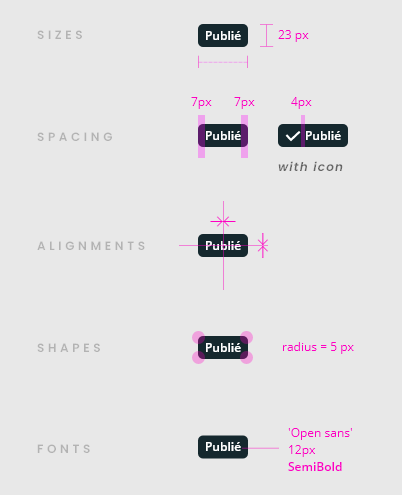 SIZES
Publié
23 px
7px 7px 4px
SPACING
Publié
Publié
with icon
ALIGNMENTS
Publié
SHAPES
Publié
radius = 5 px
FONTS
Publié
'Open sans'
12px
SemiBold